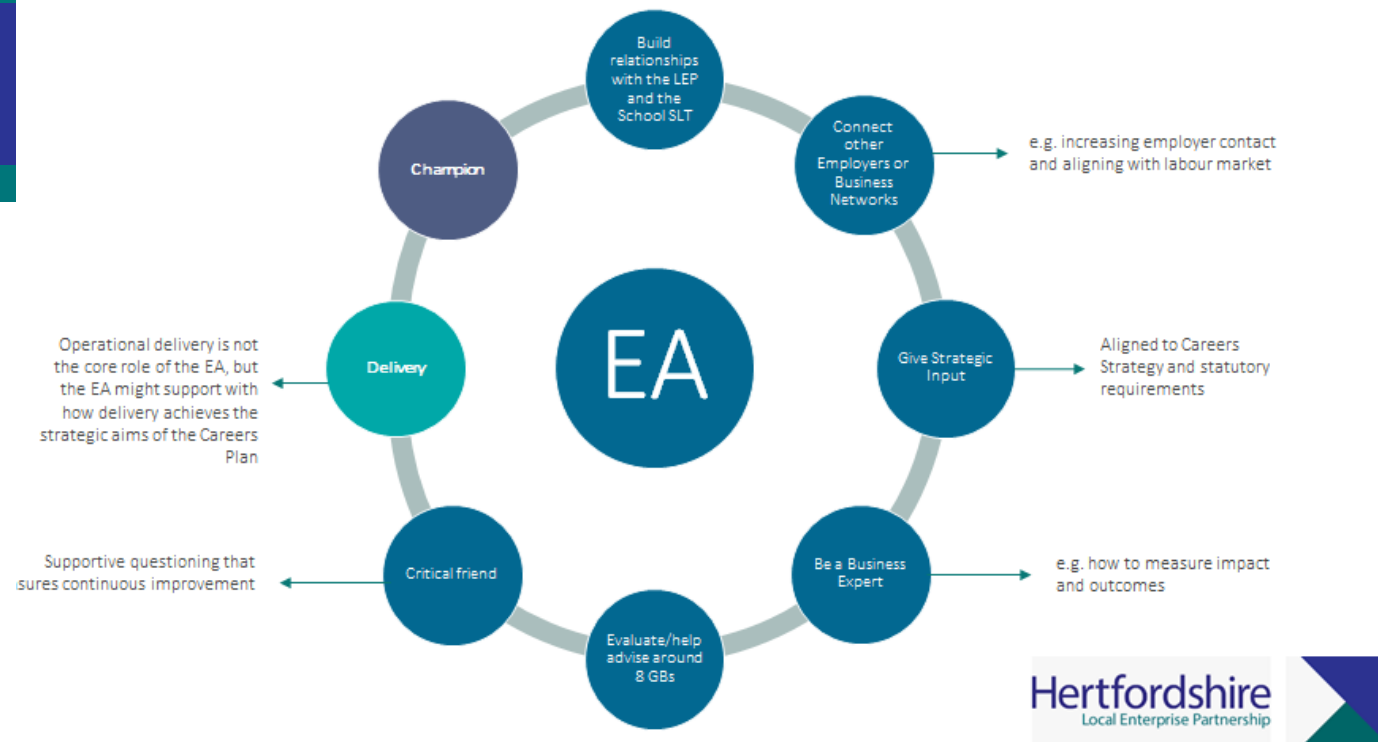 Build
relationships
with the LEP
and the
School SLT
Connect
other
Employers or
Business
Networks
e.g. increasing employer contact
and aligning with labour market
Champion
EA
Give Strategic
Input
Aligned to Careers
Strategy and statutory
requirements
Delivery
Operational delivery is not
the core role of the EA, but
the EA might support with
how delivery achieves the
strategic aims of the Careers
Plan
Be a Business
Expert
e.g. how to measure impact
and outcomes
Critical friend
Supportive questioning that
sures continuous improvement
Evaluate/help
advise around
8 GBs
Hertfordshire
Local Enterprise Partnership